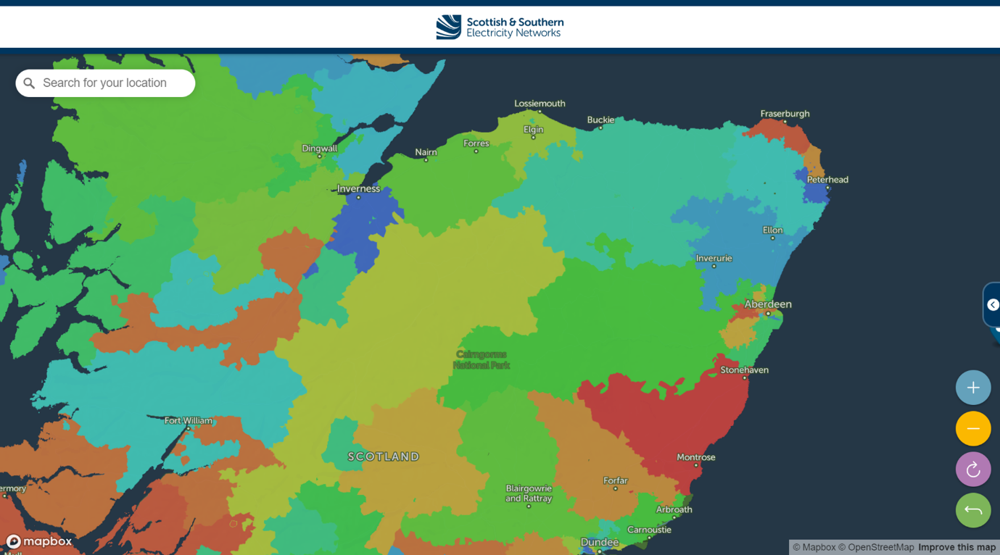 Scottish & Southern
Electricity Networks
Search for your location
Lossiemouth
Fraserburgh
Buckie
Elgin
Forres
Dingwall
Nairn
Peterhead
Inverness
Ellon
Inverurie
Aberdeen
Cairngorms
National Park
Stonehaven
Fort William
SCOTLAND
Montrose
Forfar
ermory
Blairgowrie
and Rattray
Arbroath
Carnoustie
Dundee
mapbox
© Mapbox © OpenStreetMap Improve this map
Mull